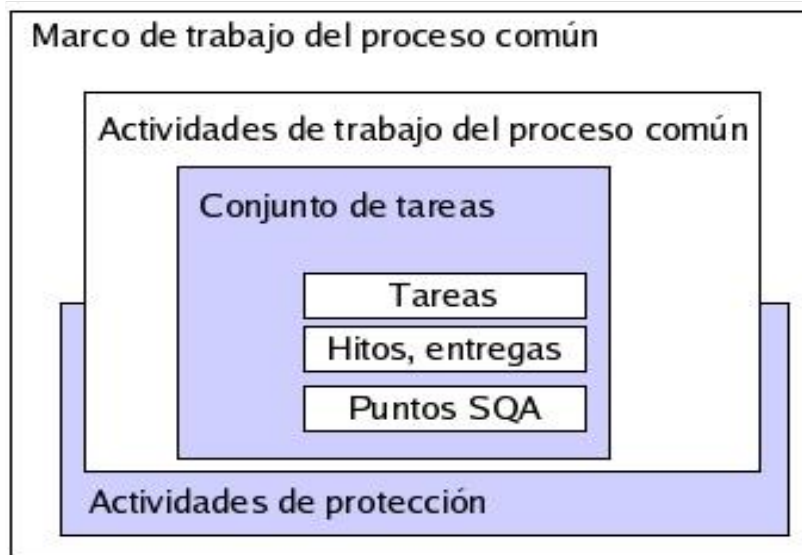 Marco de trabajo del proceso común
Actividades de trabajo del proceso común
Conjunto de tareas
Tareas
Hitos, entregas
Puntos SQA
Actividades de protección